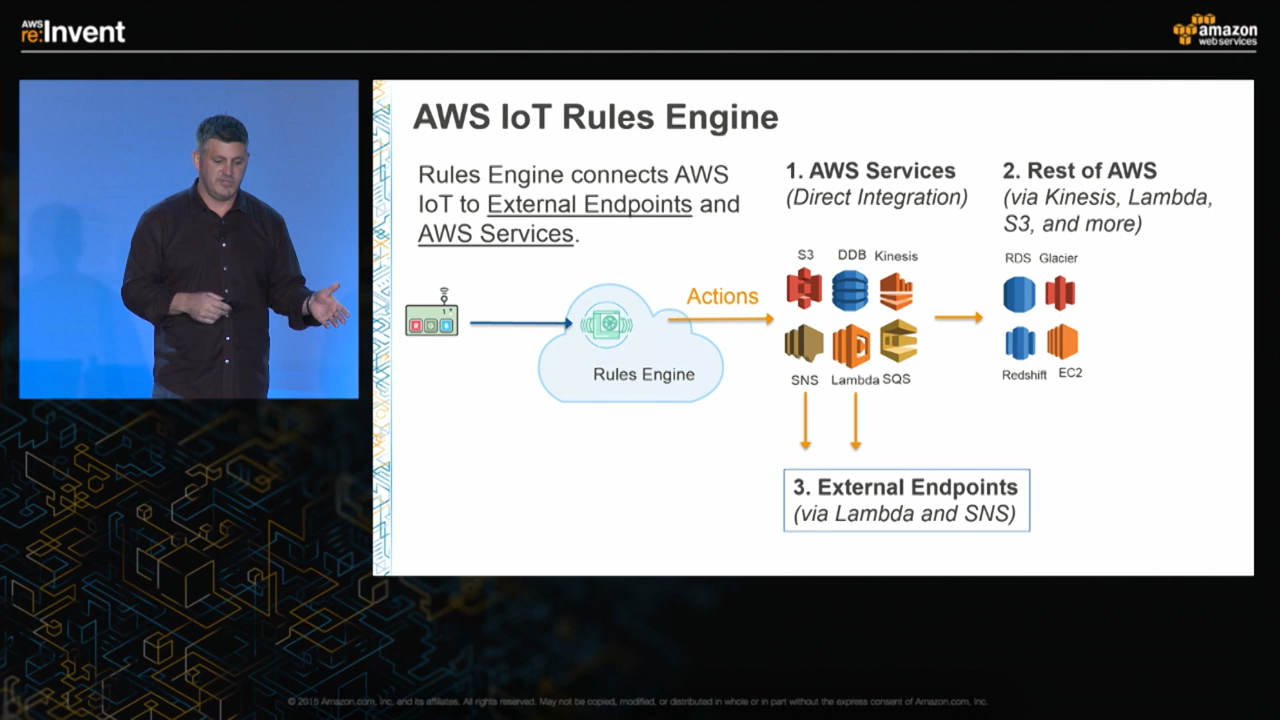 AWS
re:Invent
amazon
webservices
AWS IoT Rules Engine
Rules Engine connects AWS
IoT to External Endpoints and
AWS Services.
1. AWS Services
(Direct Integration)
2. Rest of AWS
(via Kinesis, Lambda,
S3, and more)
S3 DDB Kinesis
RDS Glacier
Actions
Rules Engine
SNS Lambda SQS
Redshift EC2
3. External Endpoints
(via Lambda and SNS)
© 2015 Amazon.com, Inc. and its affiliates. All rights reserved. May not be copied, modified, or distributed in whole or in part without the express consent of Amazon.com, Inc.